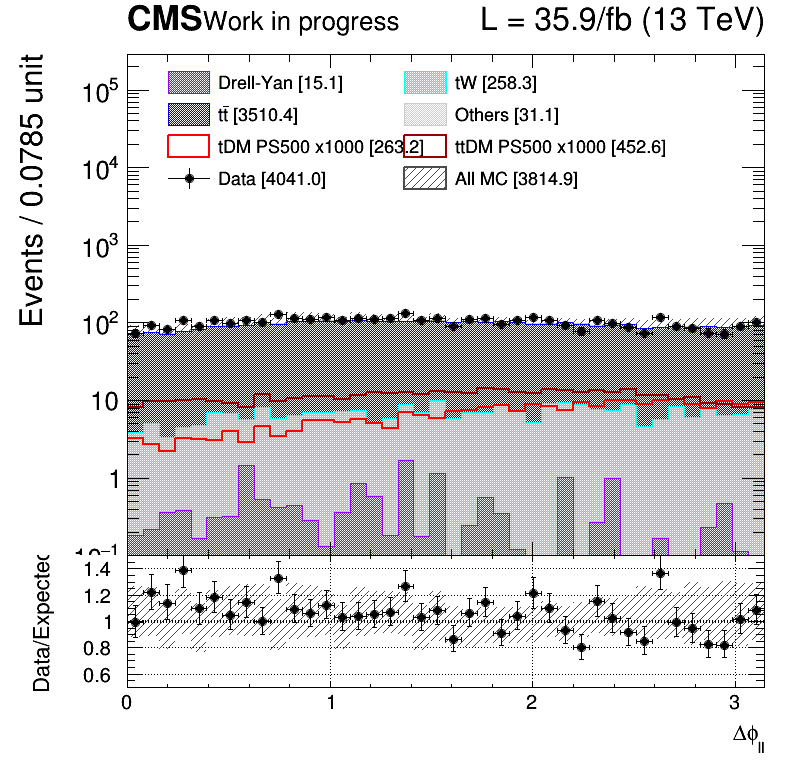 CMS Work in progress L = 35.9/fb (13 TeV)
Events / 0.0785 unit
Drell-Yan [15.1] tW [258.3]
tt̄ [3510.4] Others [31.1]
tDM PS500 x1000 [263.2] ttDM PS500 x1000 [452.6]
Data [4041.0] All MC [3814.9]
10⁵
10⁴
10³
10²
10
1
10⁻¹
Data/Expected
1.4
1.2
1
0.8
0.6
0 1 2 3
Δϕ_ll